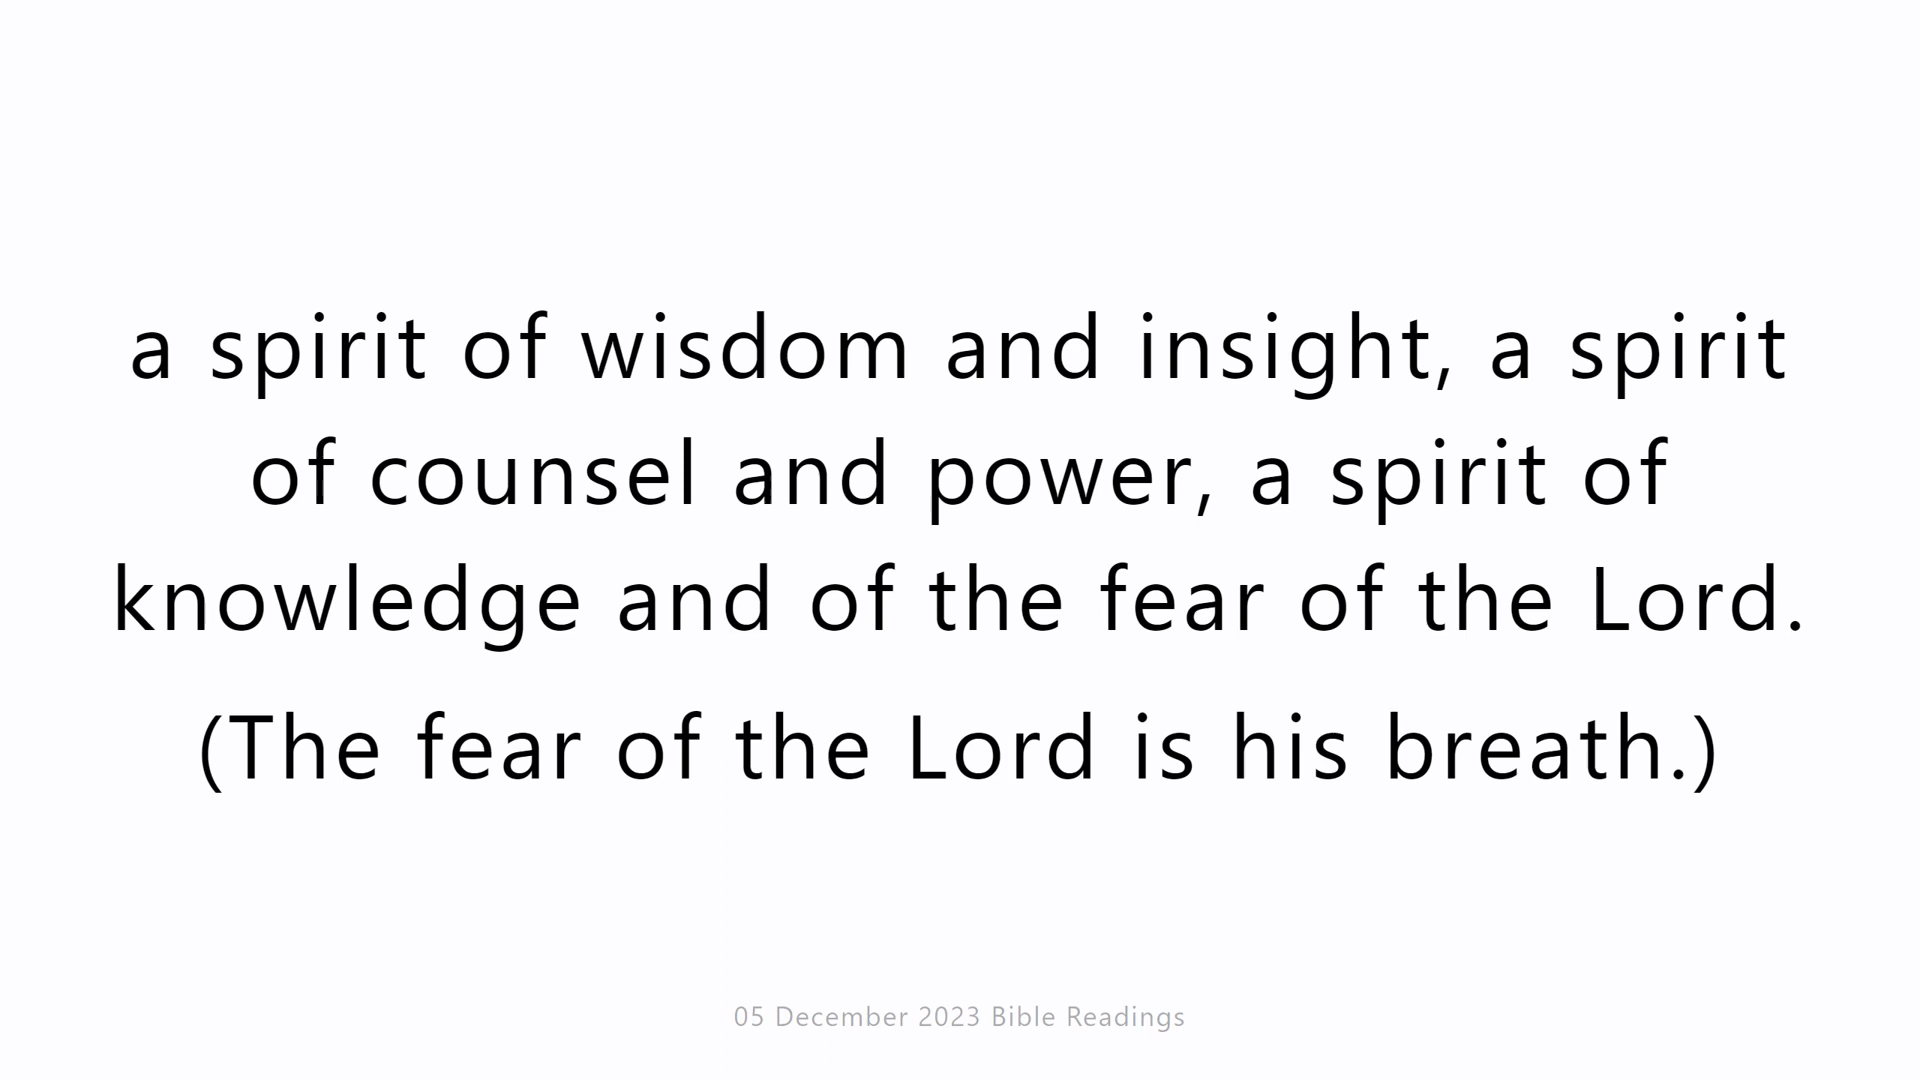 a spirit of wisdom and insight, a spirit
of counsel and power, a spirit of
knowledge and of the fear of the Lord.
(The fear of the Lord is his breath.)
05 December 2023 Bible Readings